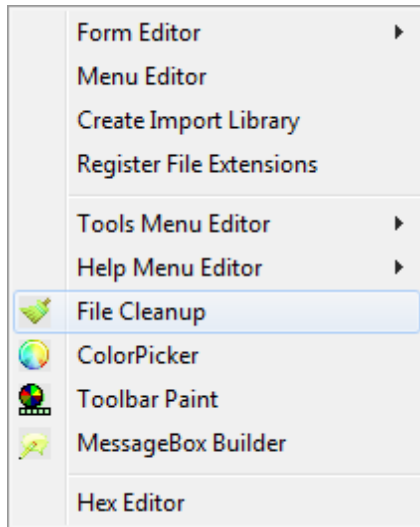 Form Editor
Menu Editor
Create Import Library
Register File Extensions
Tools Menu Editor
Help Menu Editor
File Cleanup
ColorPicker
Toolbar Paint
MessageBox Builder
Hex Editor